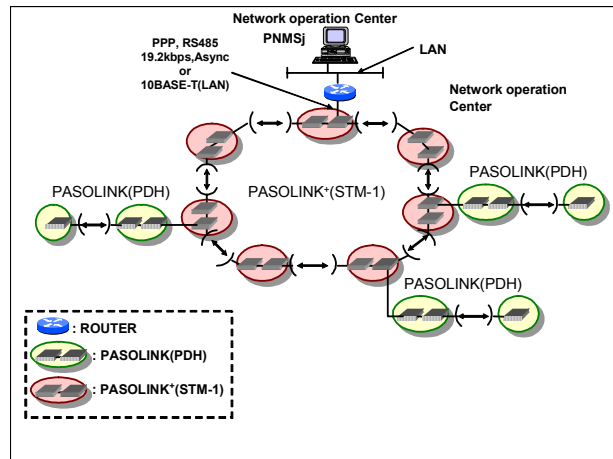 Network operation Center
PNMSj
PPP, RS485
19.2kbps,Async
or
10BASE-T(LAN)
LAN
Network operation
Center
PASOLINK(PDH)
PASOLINK⁺(STM-1)
PASOLINK(PDH)
PASOLINK(PDH)
: ROUTER
: PASOLINK(PDH)
: PASOLINK⁺(STM-1)